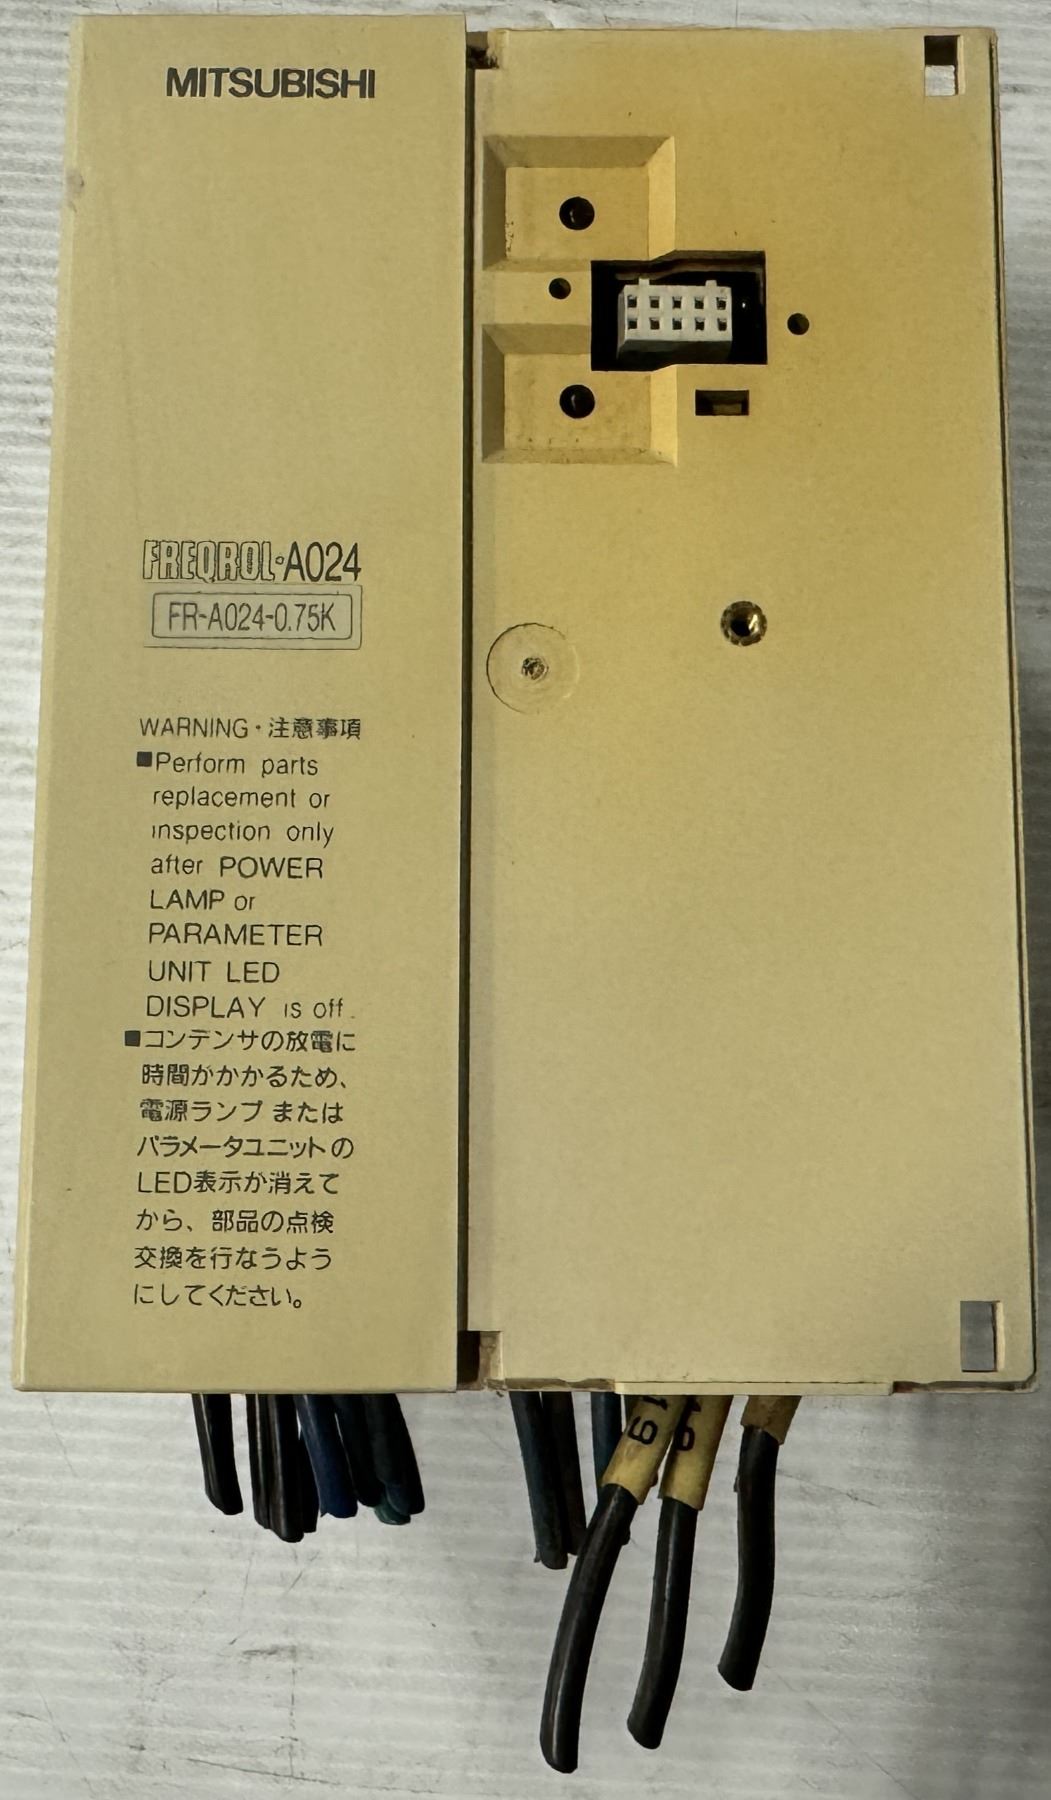 MITSUBISHI
FREQROL-A024
FR-A024-0.75K
WARNING・注意事項
■Perform parts
replacement or
inspection only
after POWER
LAMP or
PARAMETER
UNIT LED
DISPLAY is off.
■コンデンサの放電に
時間がかかるため、
電源ランプ または
パラメータユニットの
LED表示が消えて
から、部品の点検
交換を行なうよう
にしてください。
19